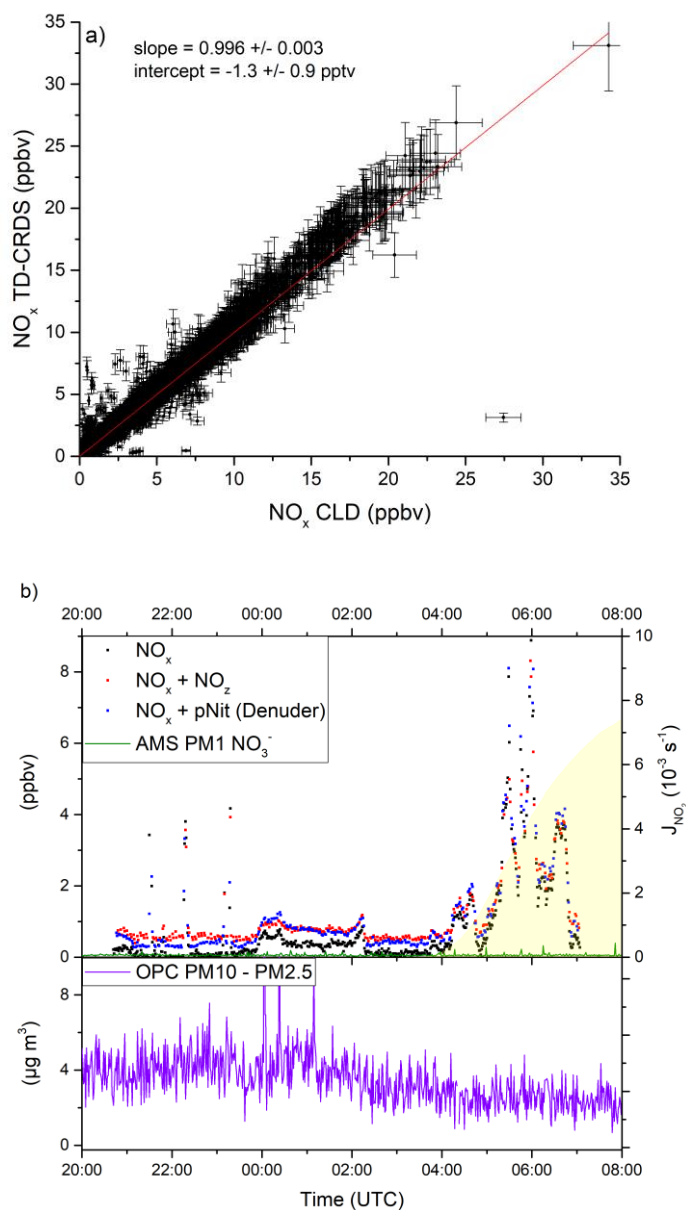 a)
slope = 0.996 +/- 0.003
intercept = -1.3 +/- 0.9 pptv
35
30
25
20
15
10
5
0
NOx TD-CRDS (ppbv)
0 5 10 15 20 25 30 35
NOx CLD (ppbv)
b)
20:00 22:00 00:00 02:00 04:00 06:00 08:00
NOx
NOx + NOz
NOx + pNit (Denuder)
AMS PM1 NO3-
8
6
4
2
0
(ppbv)
10
8
6
4
2
0
JNO2 (10-3 s-1)
OPC PM10 - PM2.5
8
4
0
(µg m3)
20:00 22:00 00:00 02:00 04:00 06:00 08:00
Time (UTC)